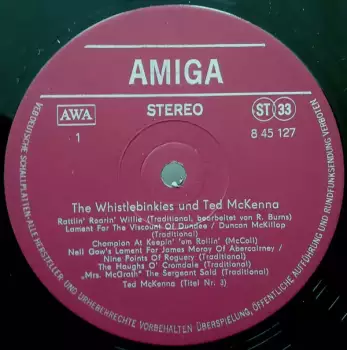 AMIGA
AWA
STEREO
ST 33
1
8 45 127
The Whistlebinkies und Ted McKenna
Rattlin' Roarin' Willie (Traditional, bearbeitet von R. Burns)
Lament For The Viscount Of Dundee / Duncan McKillop
(Traditional)
Champion At Keepin' 'em Rollin' (McColl)
Neil Gow's Lament For James Moray Of Abercairney /
Nine Points Of Roguery (Traditional)
The Haughs O' Cromdale (Traditional)
"Mrs. McGrath" The Sergeant Said (Traditional)
Ted McKenna (Titel Nr. 3)
VEB DEUTSCHE SCHALLPLATTEN · ALLE HERSTELLER- UND URHEBERRECHTE VORBEHALTEN ÜBERSPIELUNG, ÖFFENTLICHE AUFFÜHRUNG UND RUNDFUNKSENDUNG VERBOTEN